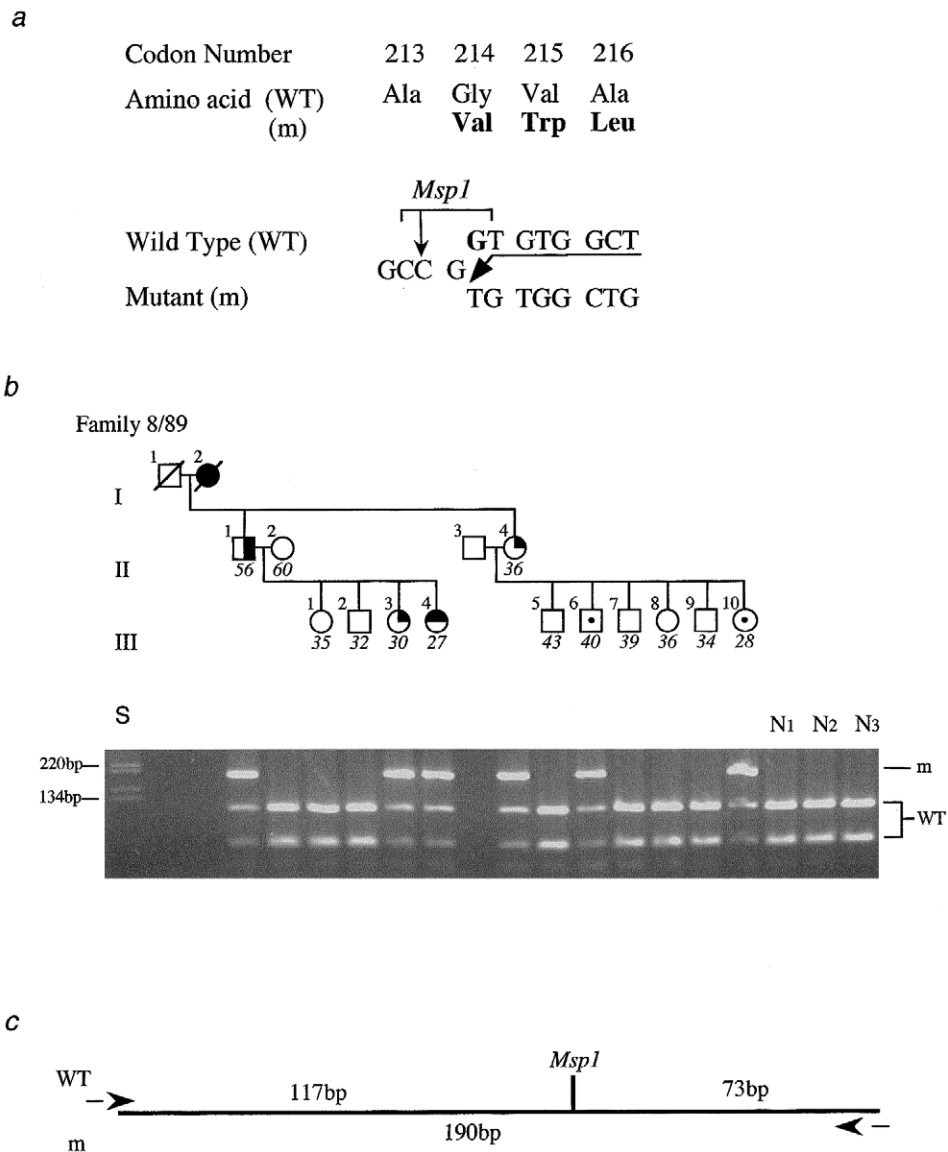 a
Codon Number 213 214 215 216
Amino acid (WT) Ala Gly Val Ala
(m) Val Trp Leu
Msp1
Wild Type (WT) GT GTG GCT
GCC G
Mutant (m) TG TGG CTG
b
Family 8/89
1 2
I
1 2 3 4
II
56 60 36
1 2 3 4 5 6 7 8 9 10
III
35 32 30 27 43 40 39 36 34 28
S N1 N2 N3
220bp m
134bp WT
c
Msp1
WT 117bp 73bp
190bp
m